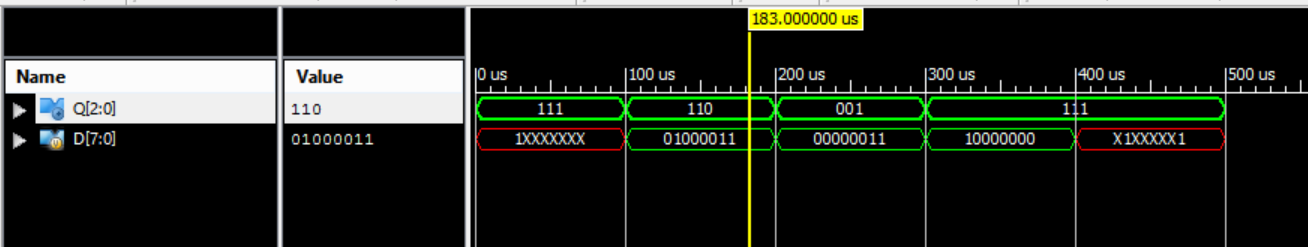 183.000000 us
Name Value 0 us 100 us 200 us 300 us 400 us 500 us
Q[2:0] 110 111 110 001 111
D[7:0] 01000011 1XXXXXXX 01000011 00000011 10000000 X1XXXXX1